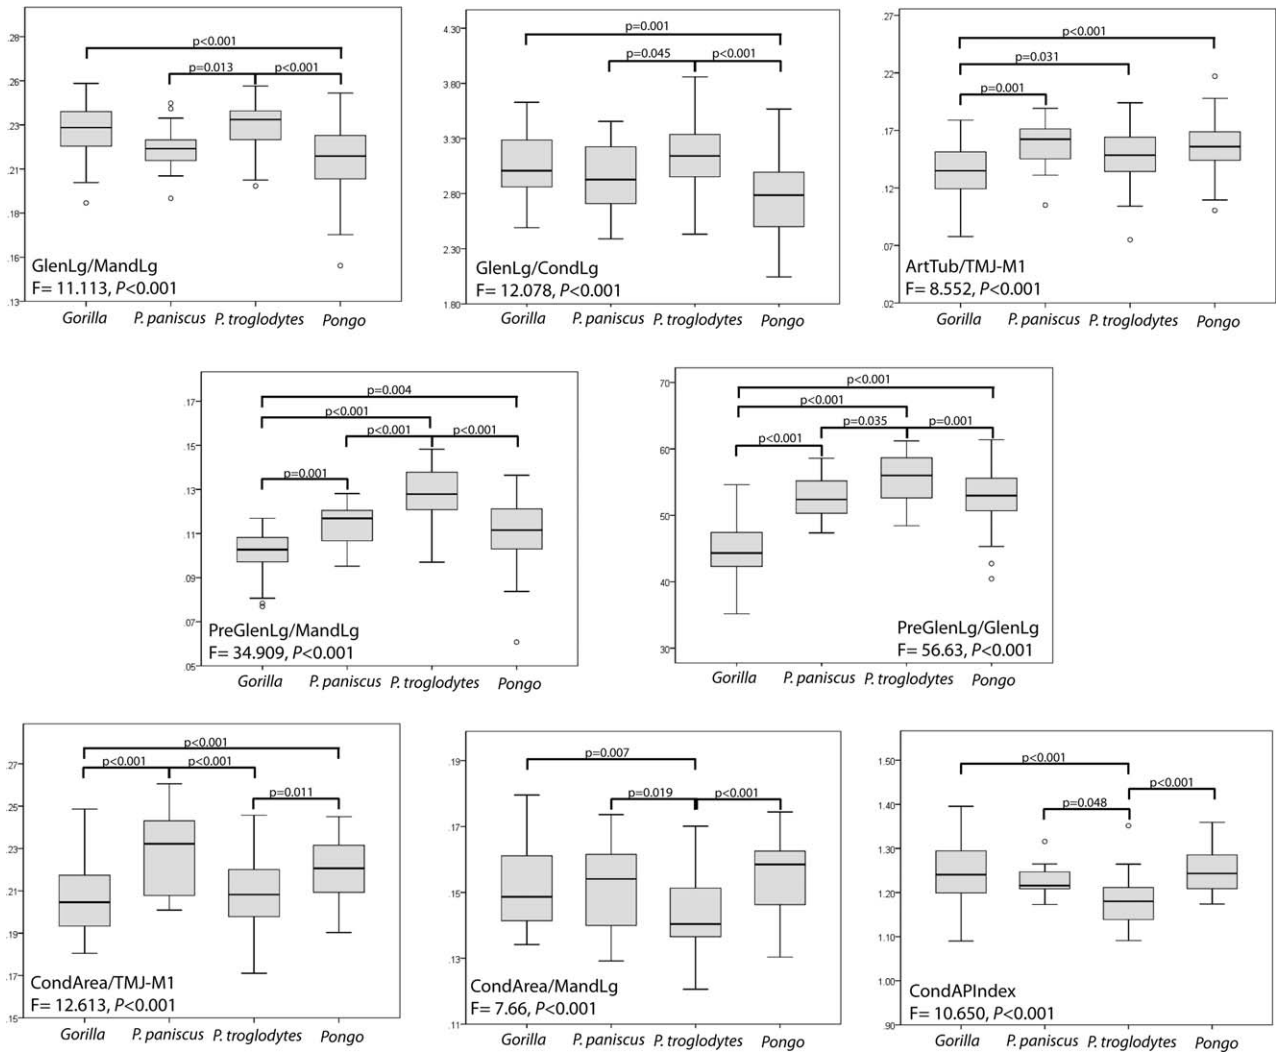 .28
.26
.23
.21
.18
.16
.13
p<0.001
p=0.013
p<0.001
GlenLg/MandLg
F= 11.113, P<0.001
Gorilla P. paniscus P. troglodytes Pongo
4.30
3.80
3.30
2.80
2.30
1.80
p=0.001
p=0.045
p<0.001
GlenLg/CondLg
F= 12.078, P<0.001
Gorilla P. paniscus P. troglodytes Pongo
.27
.22
.17
.12
.07
.02
p<0.001
p=0.031
p=0.001
ArtTub/TMJ-M1
F= 8.552, P<0.001
Gorilla P. paniscus P. troglodytes Pongo
.17
.15
.13
.11
.09
.07
.05
p=0.004
p<0.001
p<0.001
p<0.001
p=0.001
PreGlenLg/MandLg
F= 34.909, P<0.001
Gorilla P. paniscus P. troglodytes Pongo
70
60
50
40
30
p<0.001
p<0.001
p=0.035
p=0.001
p<0.001
PreGlenLg/GlenLg
F= 56.63, P<0.001
Gorilla P. paniscus P. troglodytes Pongo
.27
.25
.23
.21
.19
.17
.15
p<0.001
p<0.001
p<0.001
p=0.011
CondArea/TMJ-M1
F= 12.613, P<0.001
Gorilla P. paniscus P. troglodytes Pongo
.19
.17
.15
.13
.11
p=0.007
p=0.019
p<0.001
CondArea/MandLg
F= 7.66, P<0.001
Gorilla P. paniscus P. troglodytes Pongo
1.50
1.40
1.30
1.20
1.10
1.00
.90
p<0.001
p<0.001
p=0.048
CondAPIndex
F= 10.650, P<0.001
Gorilla P. paniscus P. troglodytes Pongo